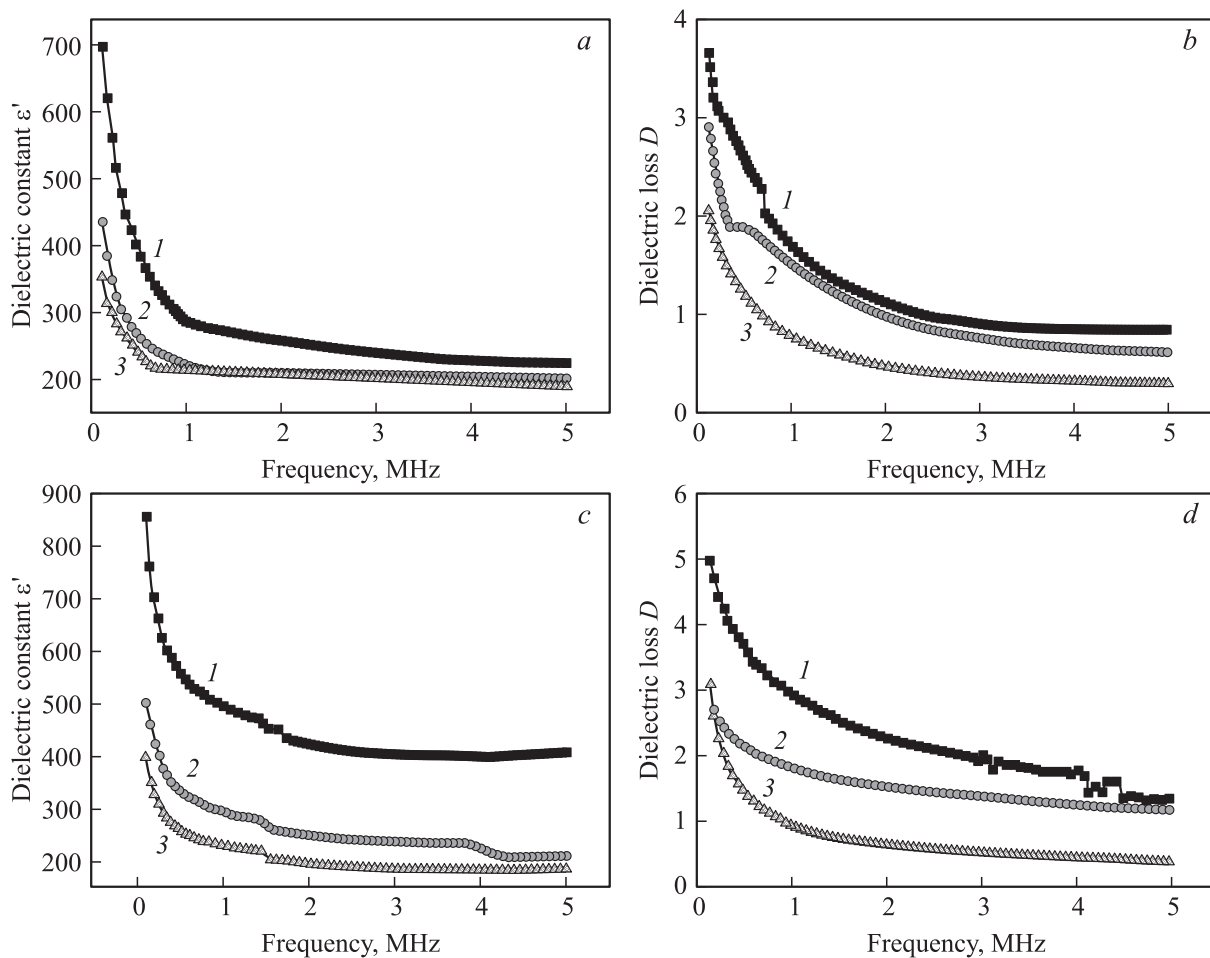 a
Dielectric constant ε'
700
600
500
400
300
200
1
2
3
0 1 2 3 4 5
Frequency, MHz
b
Dielectric loss D
4
3
2
1
0
1
2
3
0 1 2 3 4 5
Frequency, MHz
c
Dielectric constant ε'
900
800
700
600
500
400
300
200
1
2
3
0 1 2 3 4 5
Frequency, MHz
d
Dielectric loss D
6
5
4
3
2
1
0
1
2
3
0 1 2 3 4 5
Frequency, MHz